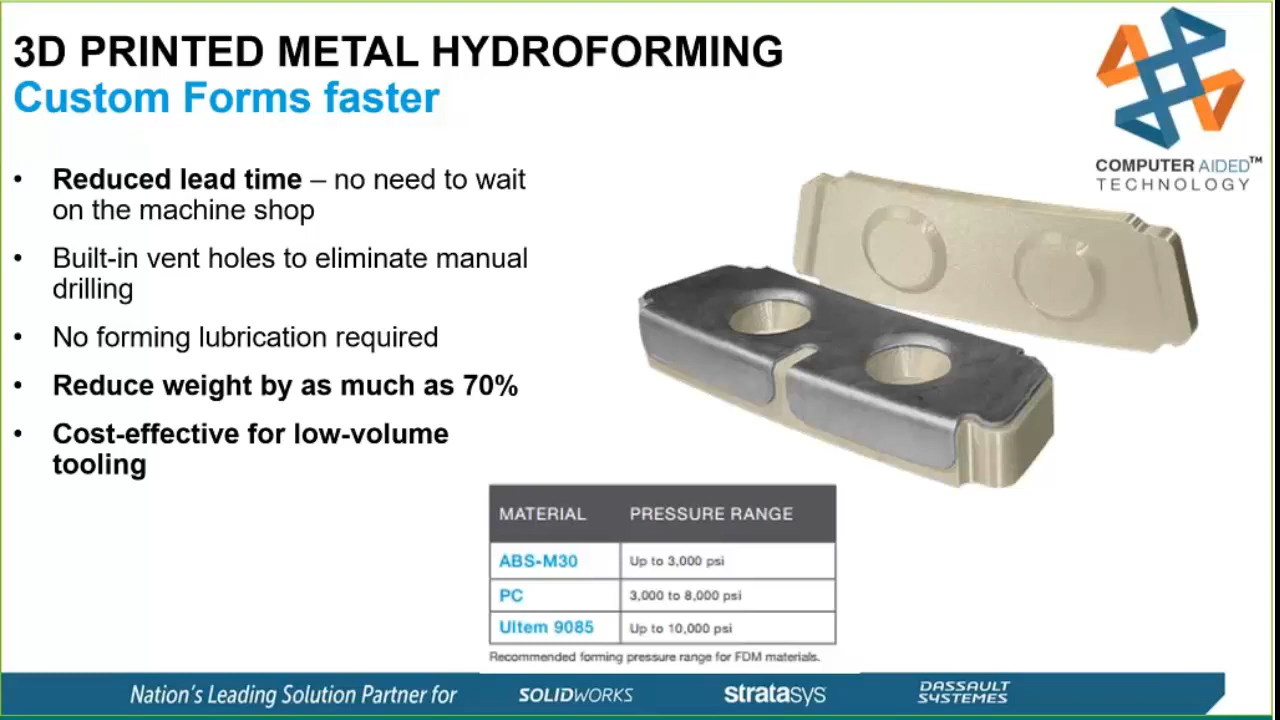 3D PRINTED METAL HYDROFORMING
Custom Forms faster
COMPUTER AIDED™
TECHNOLOGY
• Reduced lead time – no need to wait
on the machine shop
• Built-in vent holes to eliminate manual
drilling
• No forming lubrication required
• Reduce weight by as much as 70%
• Cost-effective for low-volume
tooling
MATERIAL PRESSURE RANGE
ABS-M30 Up to 3,000 psi
PC 3,000 to 8,000 psi
Ultem 9085 Up to 10,000 psi
Recommended forming pressure range for FDM materials.
Nation's Leading Solution Partner for SOLIDWORKS stratasys DASSAULT
SYSTEMES